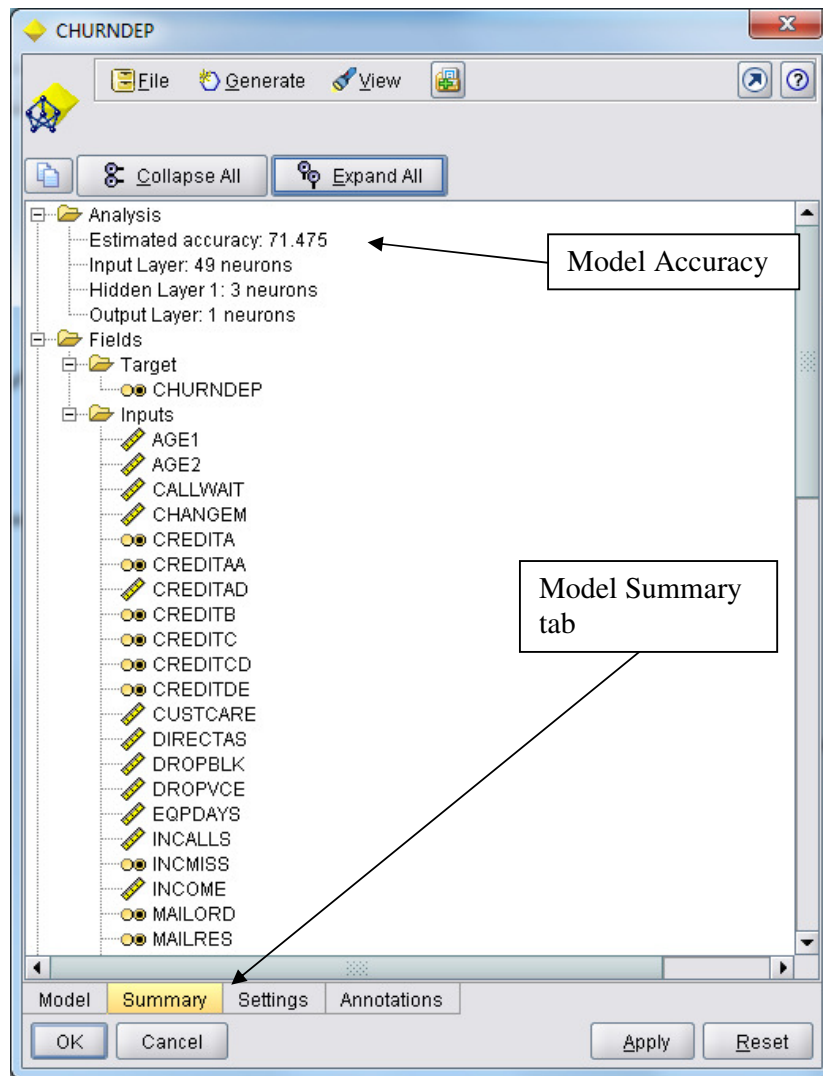 CHURNDEP
File Generate View
Collapse All Expand All
Analysis
Estimated accuracy: 71.475
Model Accuracy
Input Layer: 49 neurons
Hidden Layer 1: 3 neurons
Output Layer: 1 neurons
Fields
Target
CHURNDEP
Inputs
AGE1
AGE2
CALLWAIT
CHANGEM
CREDITA
CREDITAA
CREDITAD
CREDITB
CREDITC
CREDITCD
CREDITDE
Model Summary
tab
CUSTCARE
DIRECTAS
DROPBLK
DROPVCE
EQPDAYS
INCALLS
INCMISS
INCOME
MAILORD
MAILRES
Model Summary Settings Annotations
OK Cancel Apply Reset